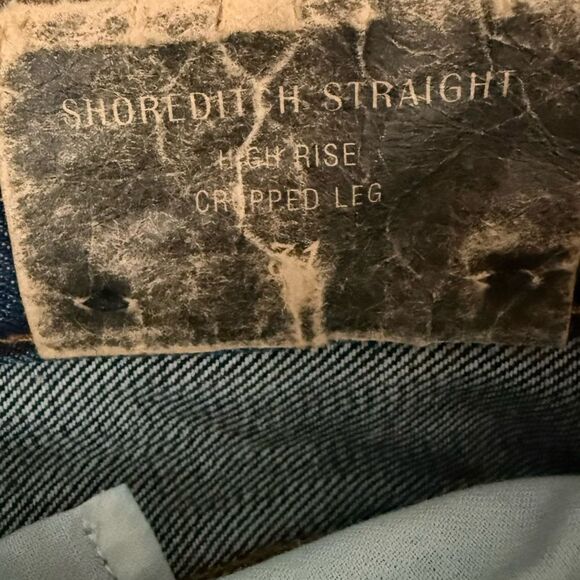 SHOREDITCH STRAIGHT
HIGH RISE
CROPPED LEG